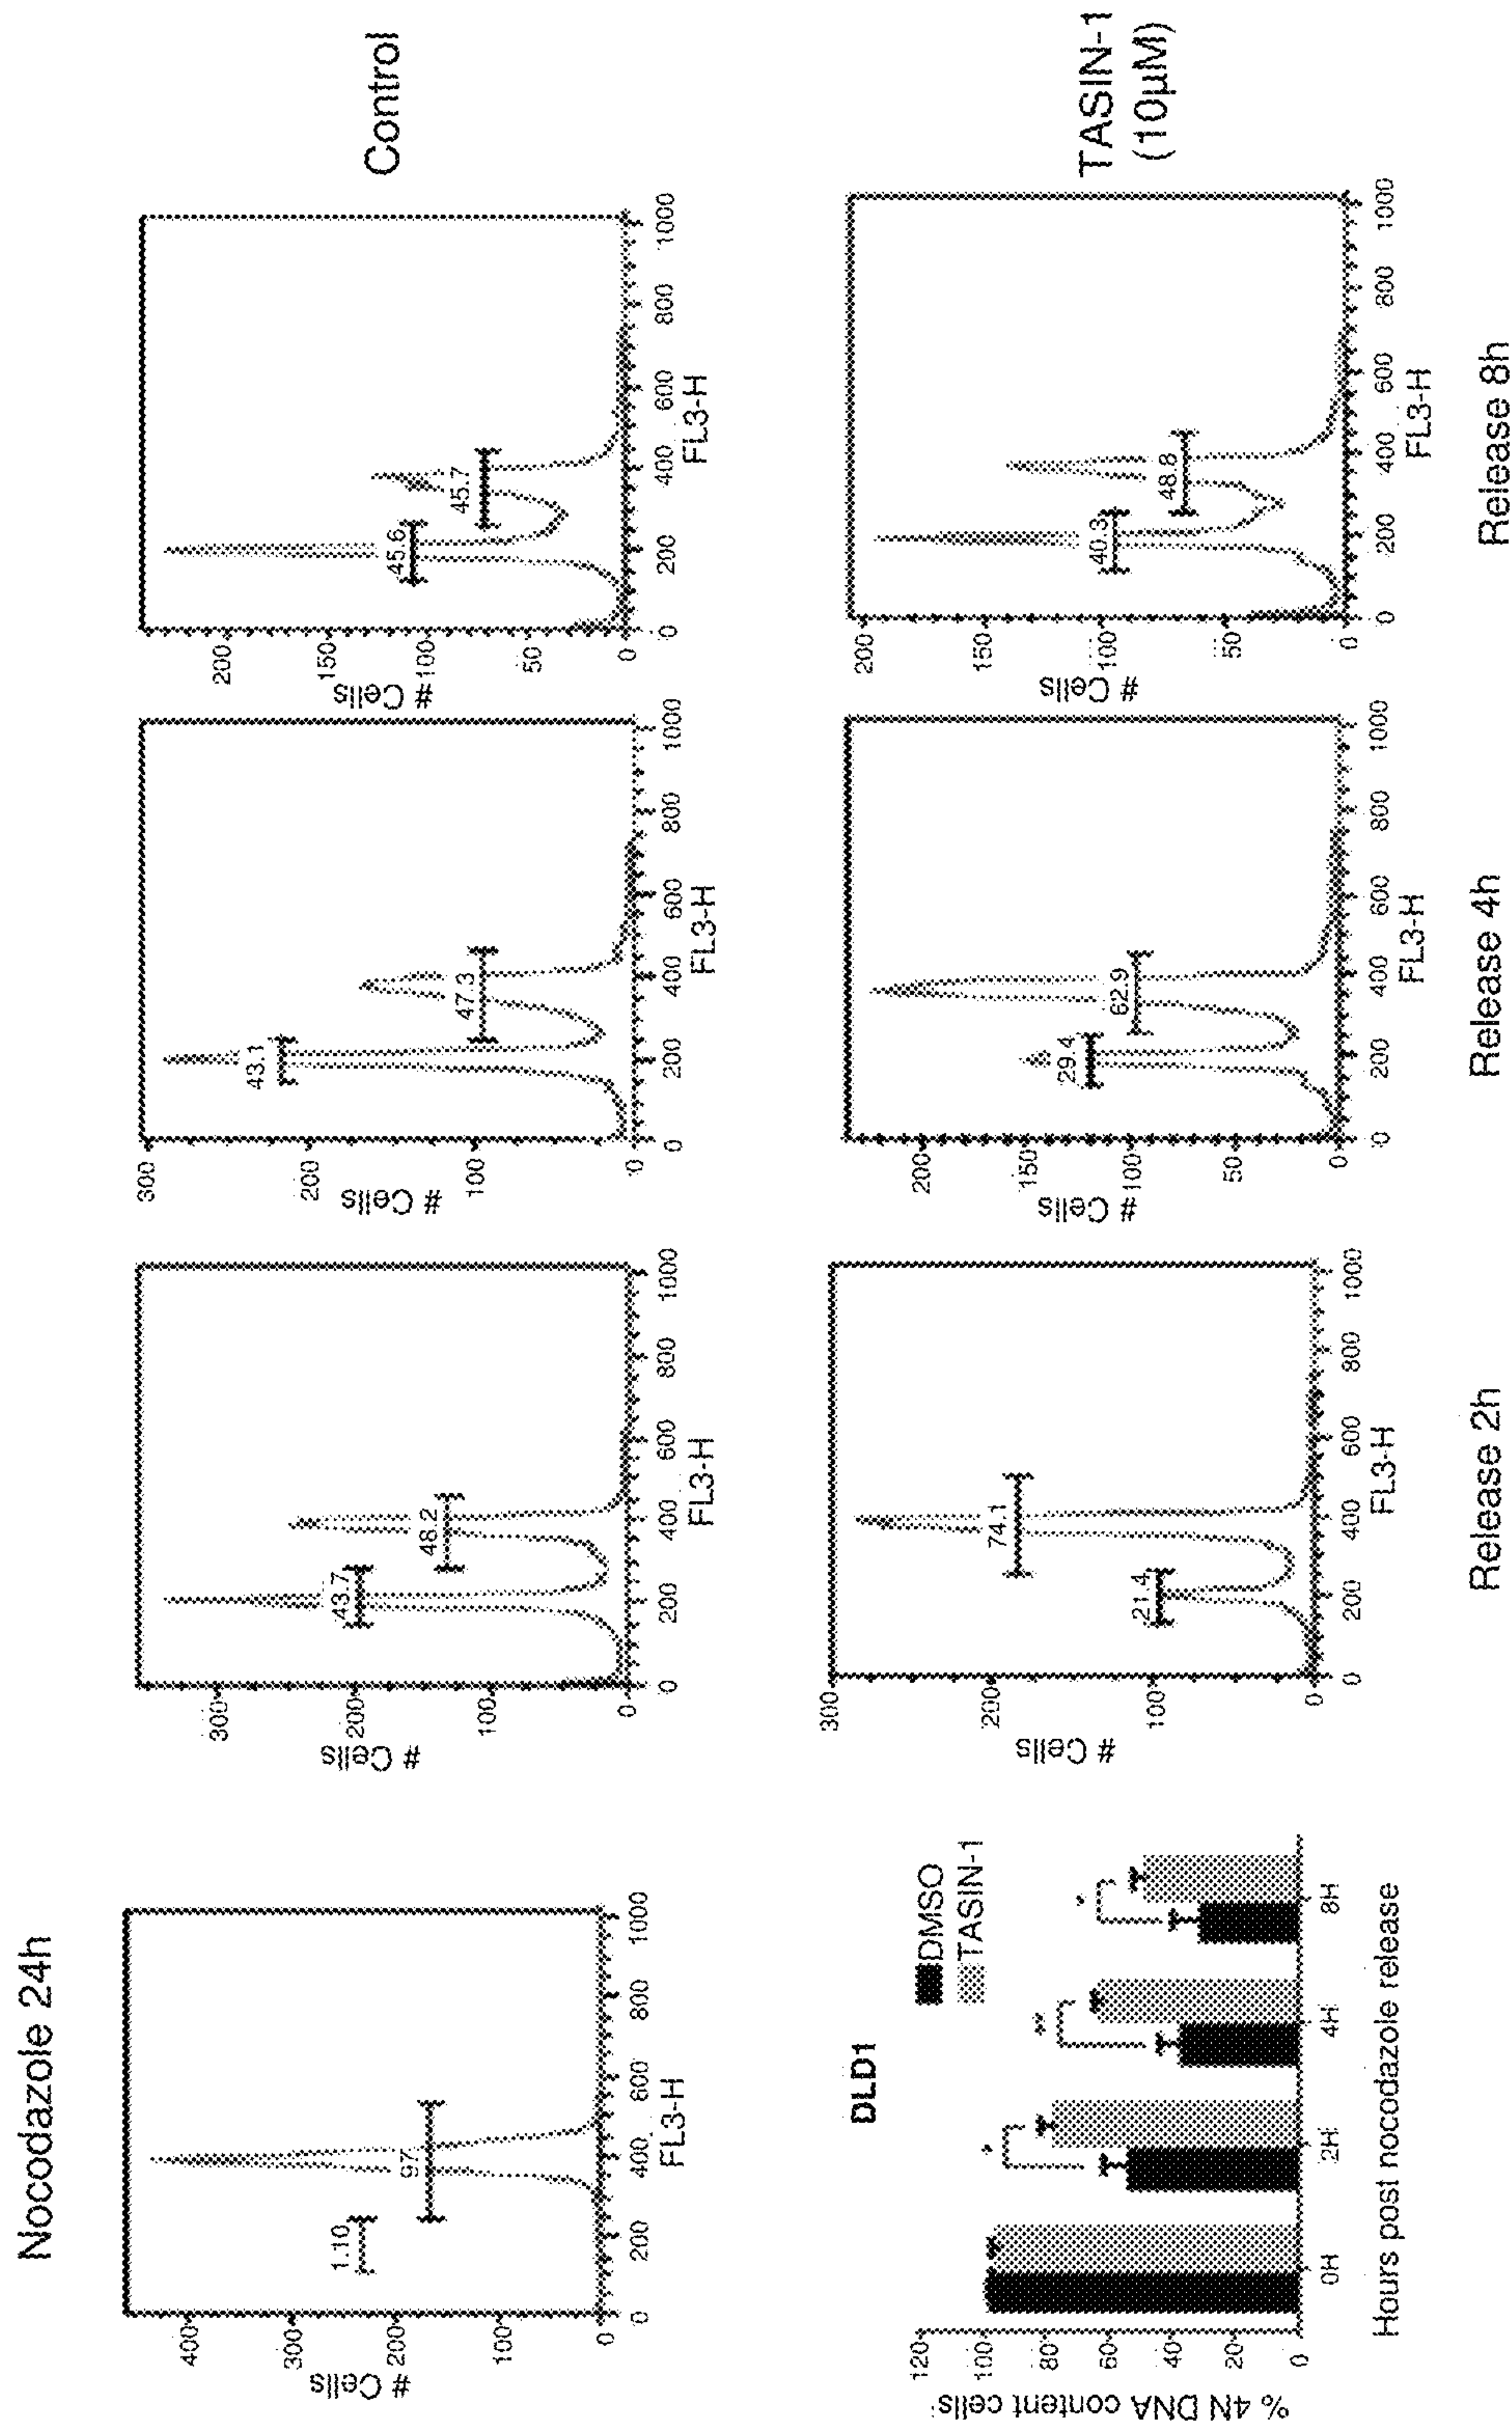 Nocodazole 24h
400
300
200
100
0
# Cells
1.10
97
0 200 400 600 800 1000
FL3-H
300
200
100
0
# Cells
43.7
48.2
0 200 400 600 800 1000
FL3-H
300
200
100
0
# Cells
43.1
47.3
0 200 400 600 800 1000
FL3-H
200
150
100
50
0
# Cells
45.6
45.7
0 200 400 600 800 1000
FL3-H
Control
DLD1
DMSO
TASIN-1
120
100
80
60
40
20
0
% 4N DNA content cells
* ** *
0H 2H 4H 8H
Hours post nocodazole release
300
200
100
0
# Cells
21.4
74.1
0 200 400 600 800 1000
FL3-H
Release 2h
200
150
100
50
0
# Cells
29.4
62.9
0 200 400 600 800 1000
FL3-H
Release 4h
200
150
100
50
0
# Cells
40.3
48.8
0 200 400 600 800 1000
FL3-H
Release 8h
TASIN-1
(10µM)